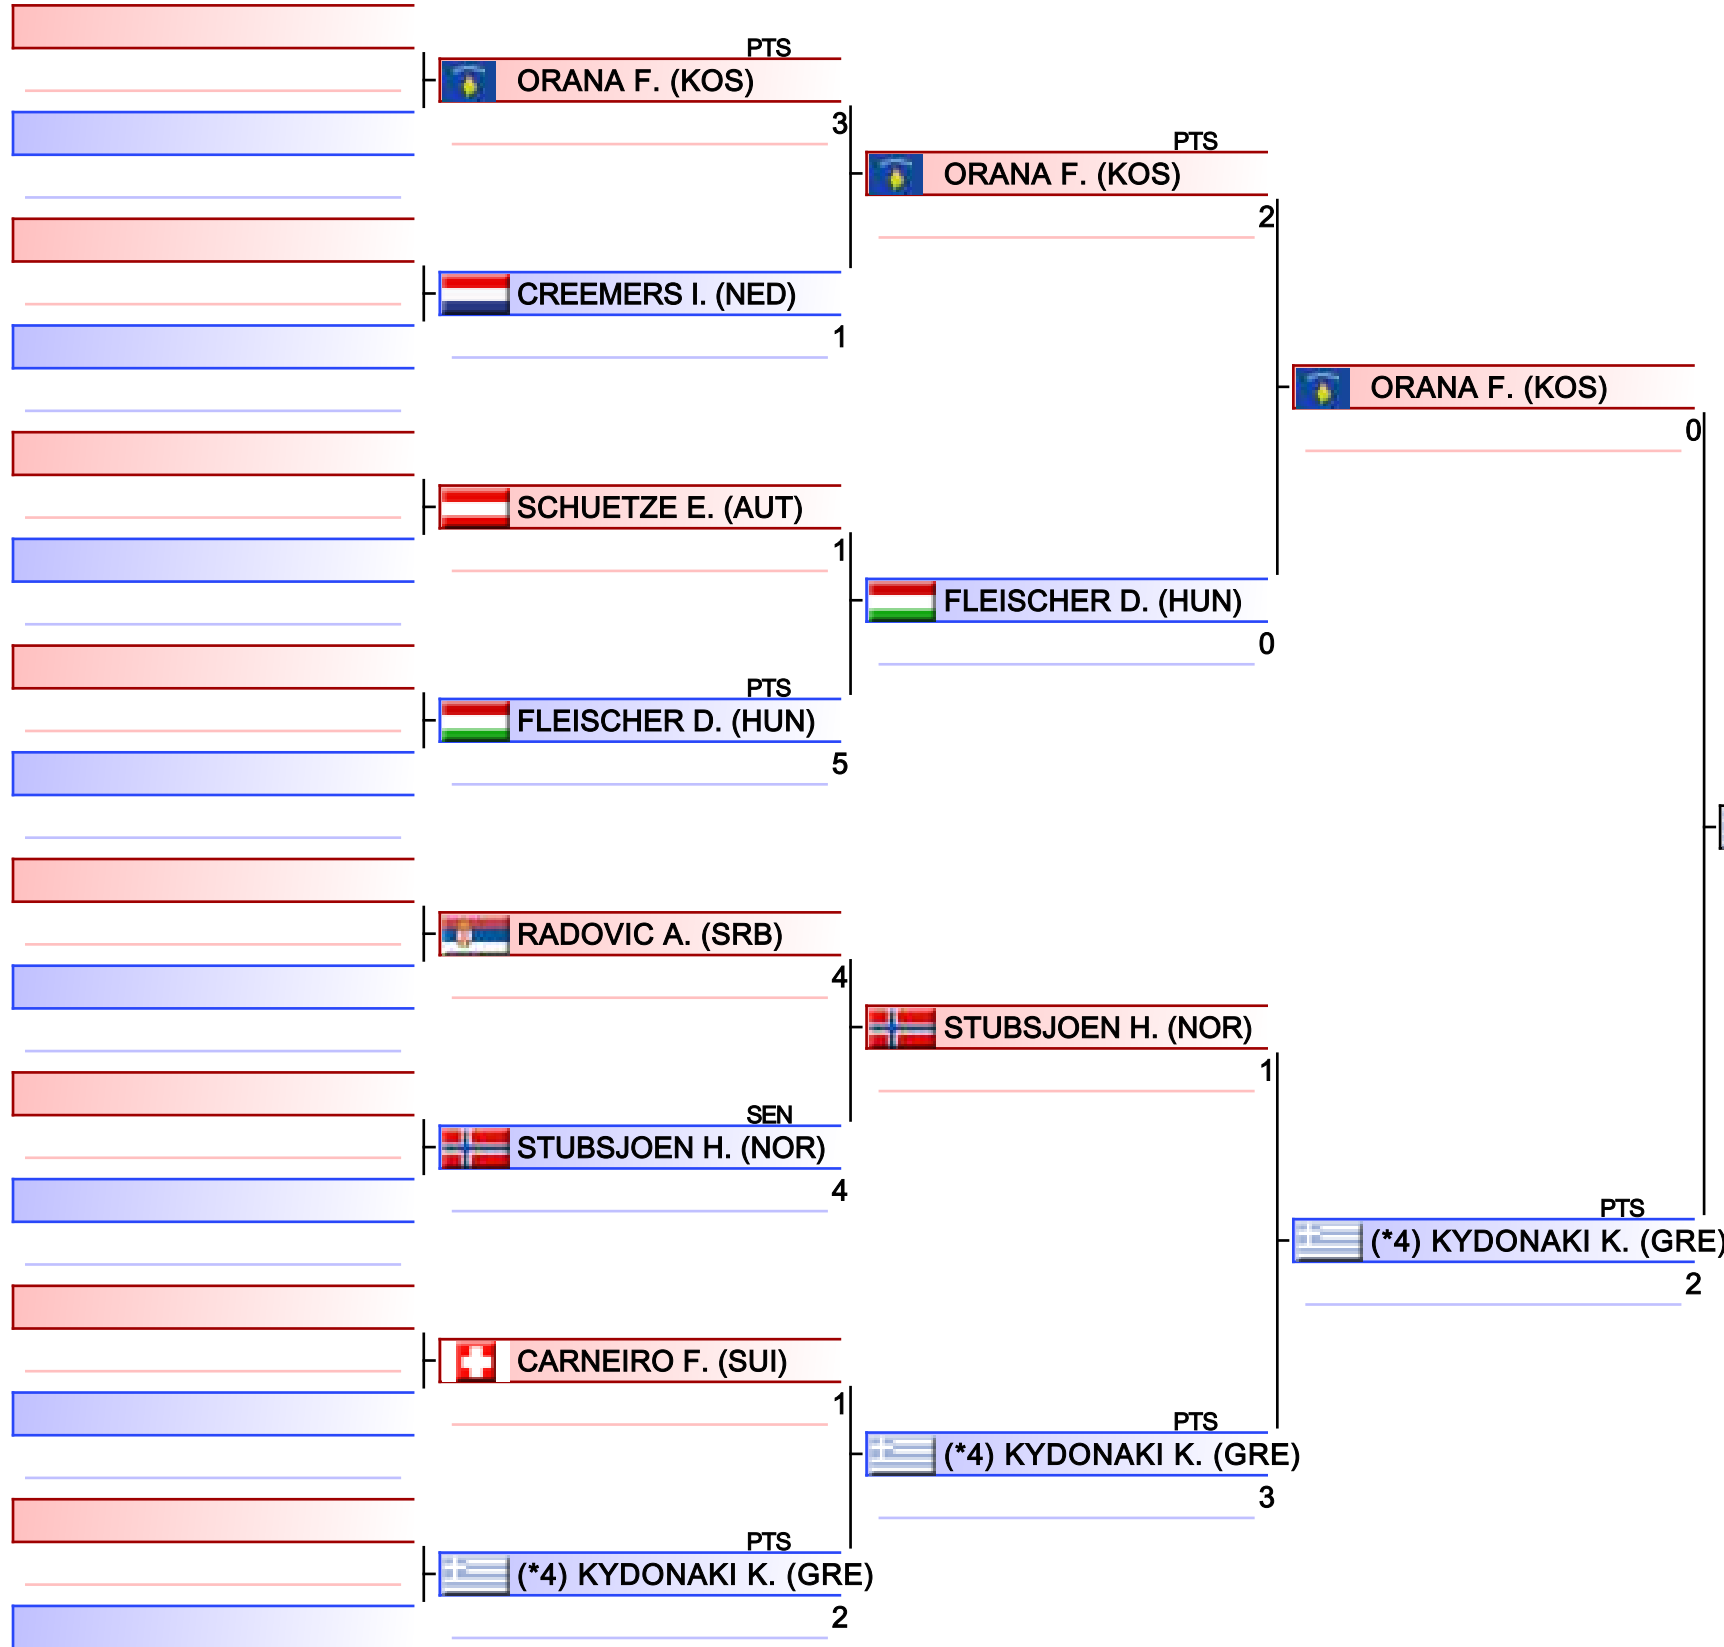 PTS
ORANA F. (KOS)
3
CREEMERS I. (NED)
1
SCHUETZE E. (AUT)
1
PTS
FLEISCHER D. (HUN)
5
RADOVIC A. (SRB)
4
SEN
STUBSJOEN H. (NOR)
4
CARNEIRO F. (SUI)
1
PTS
(*4) KYDONAKI K. (GRE)
2
PTS
ORANA F. (KOS)
2
FLEISCHER D. (HUN)
0
STUBSJOEN H. (NOR)
1
PTS
(*4) KYDONAKI K. (GRE)
3
ORANA F. (KOS)
0
PTS
(*4) KYDONAKI K. (GRE)
2